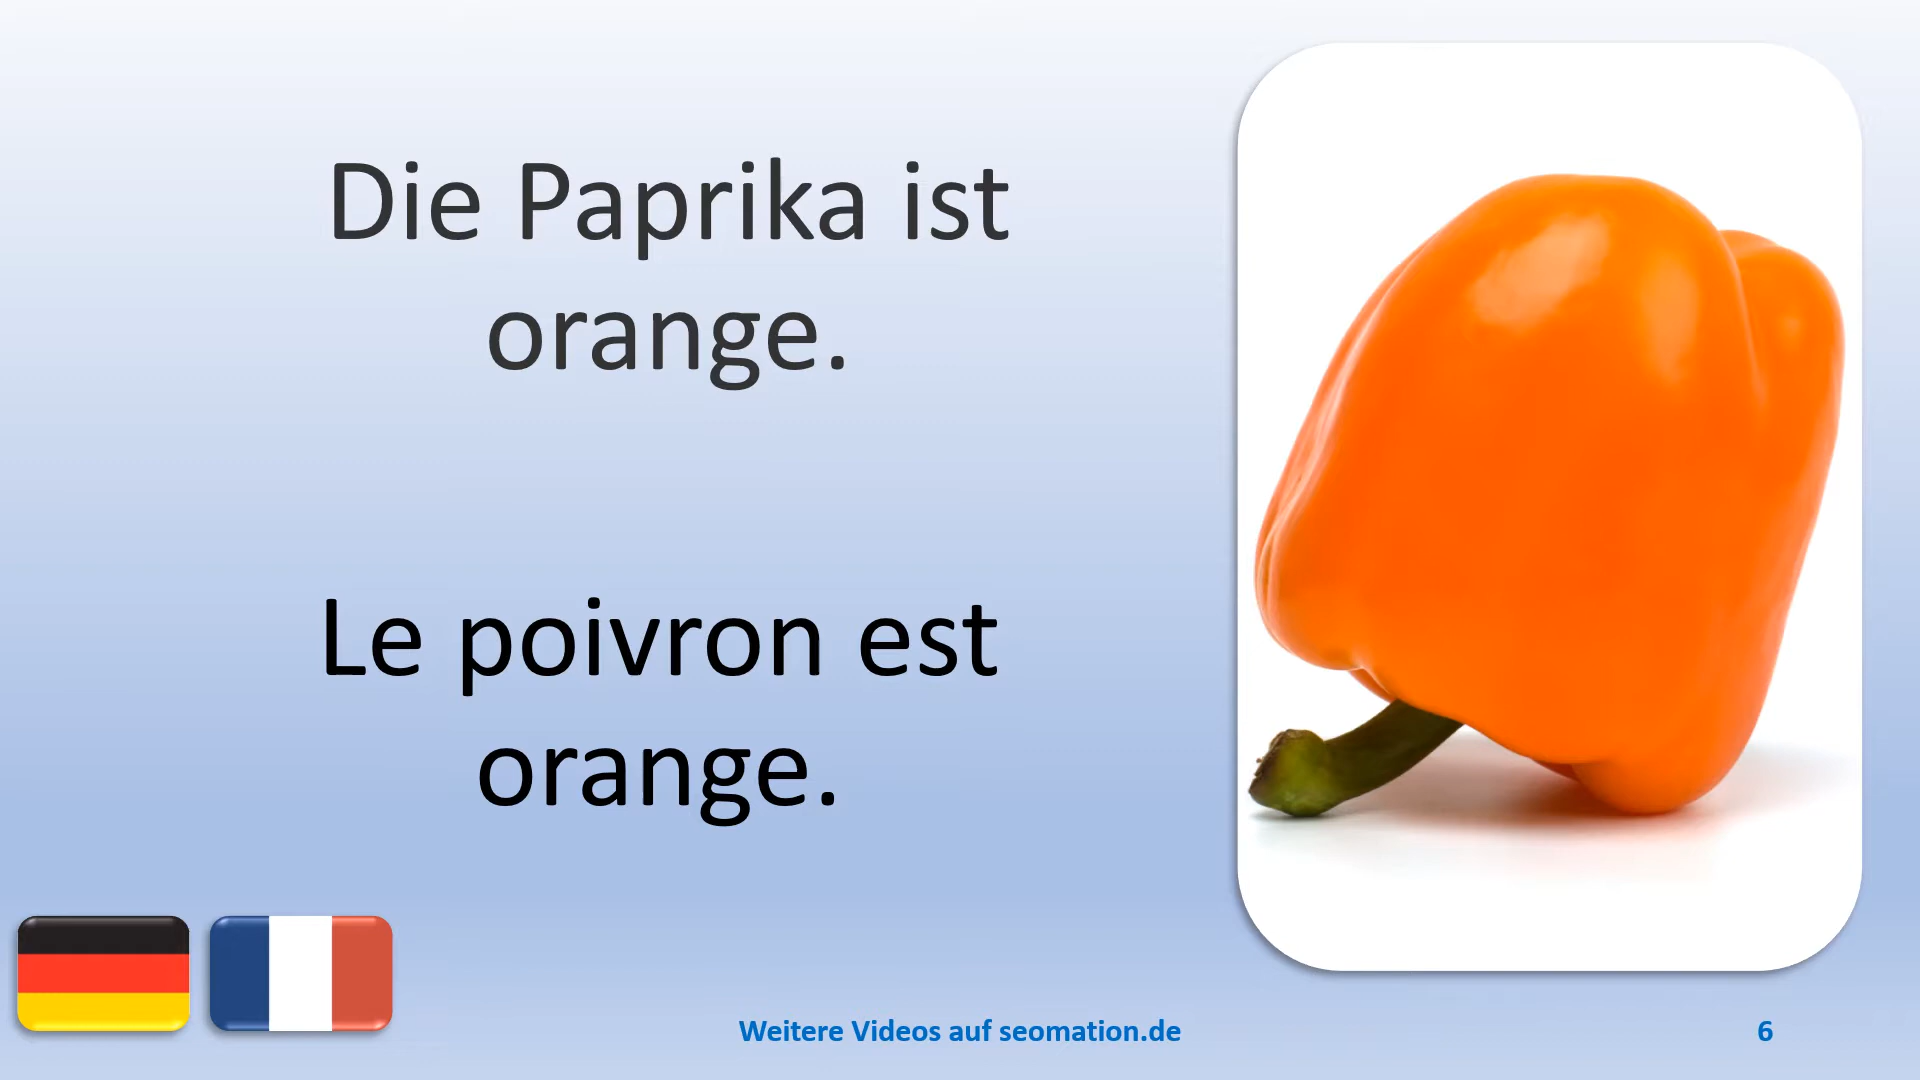 Die Paprika ist
orange.
Le poivron est
orange.
Weitere Videos auf seomation.de
6